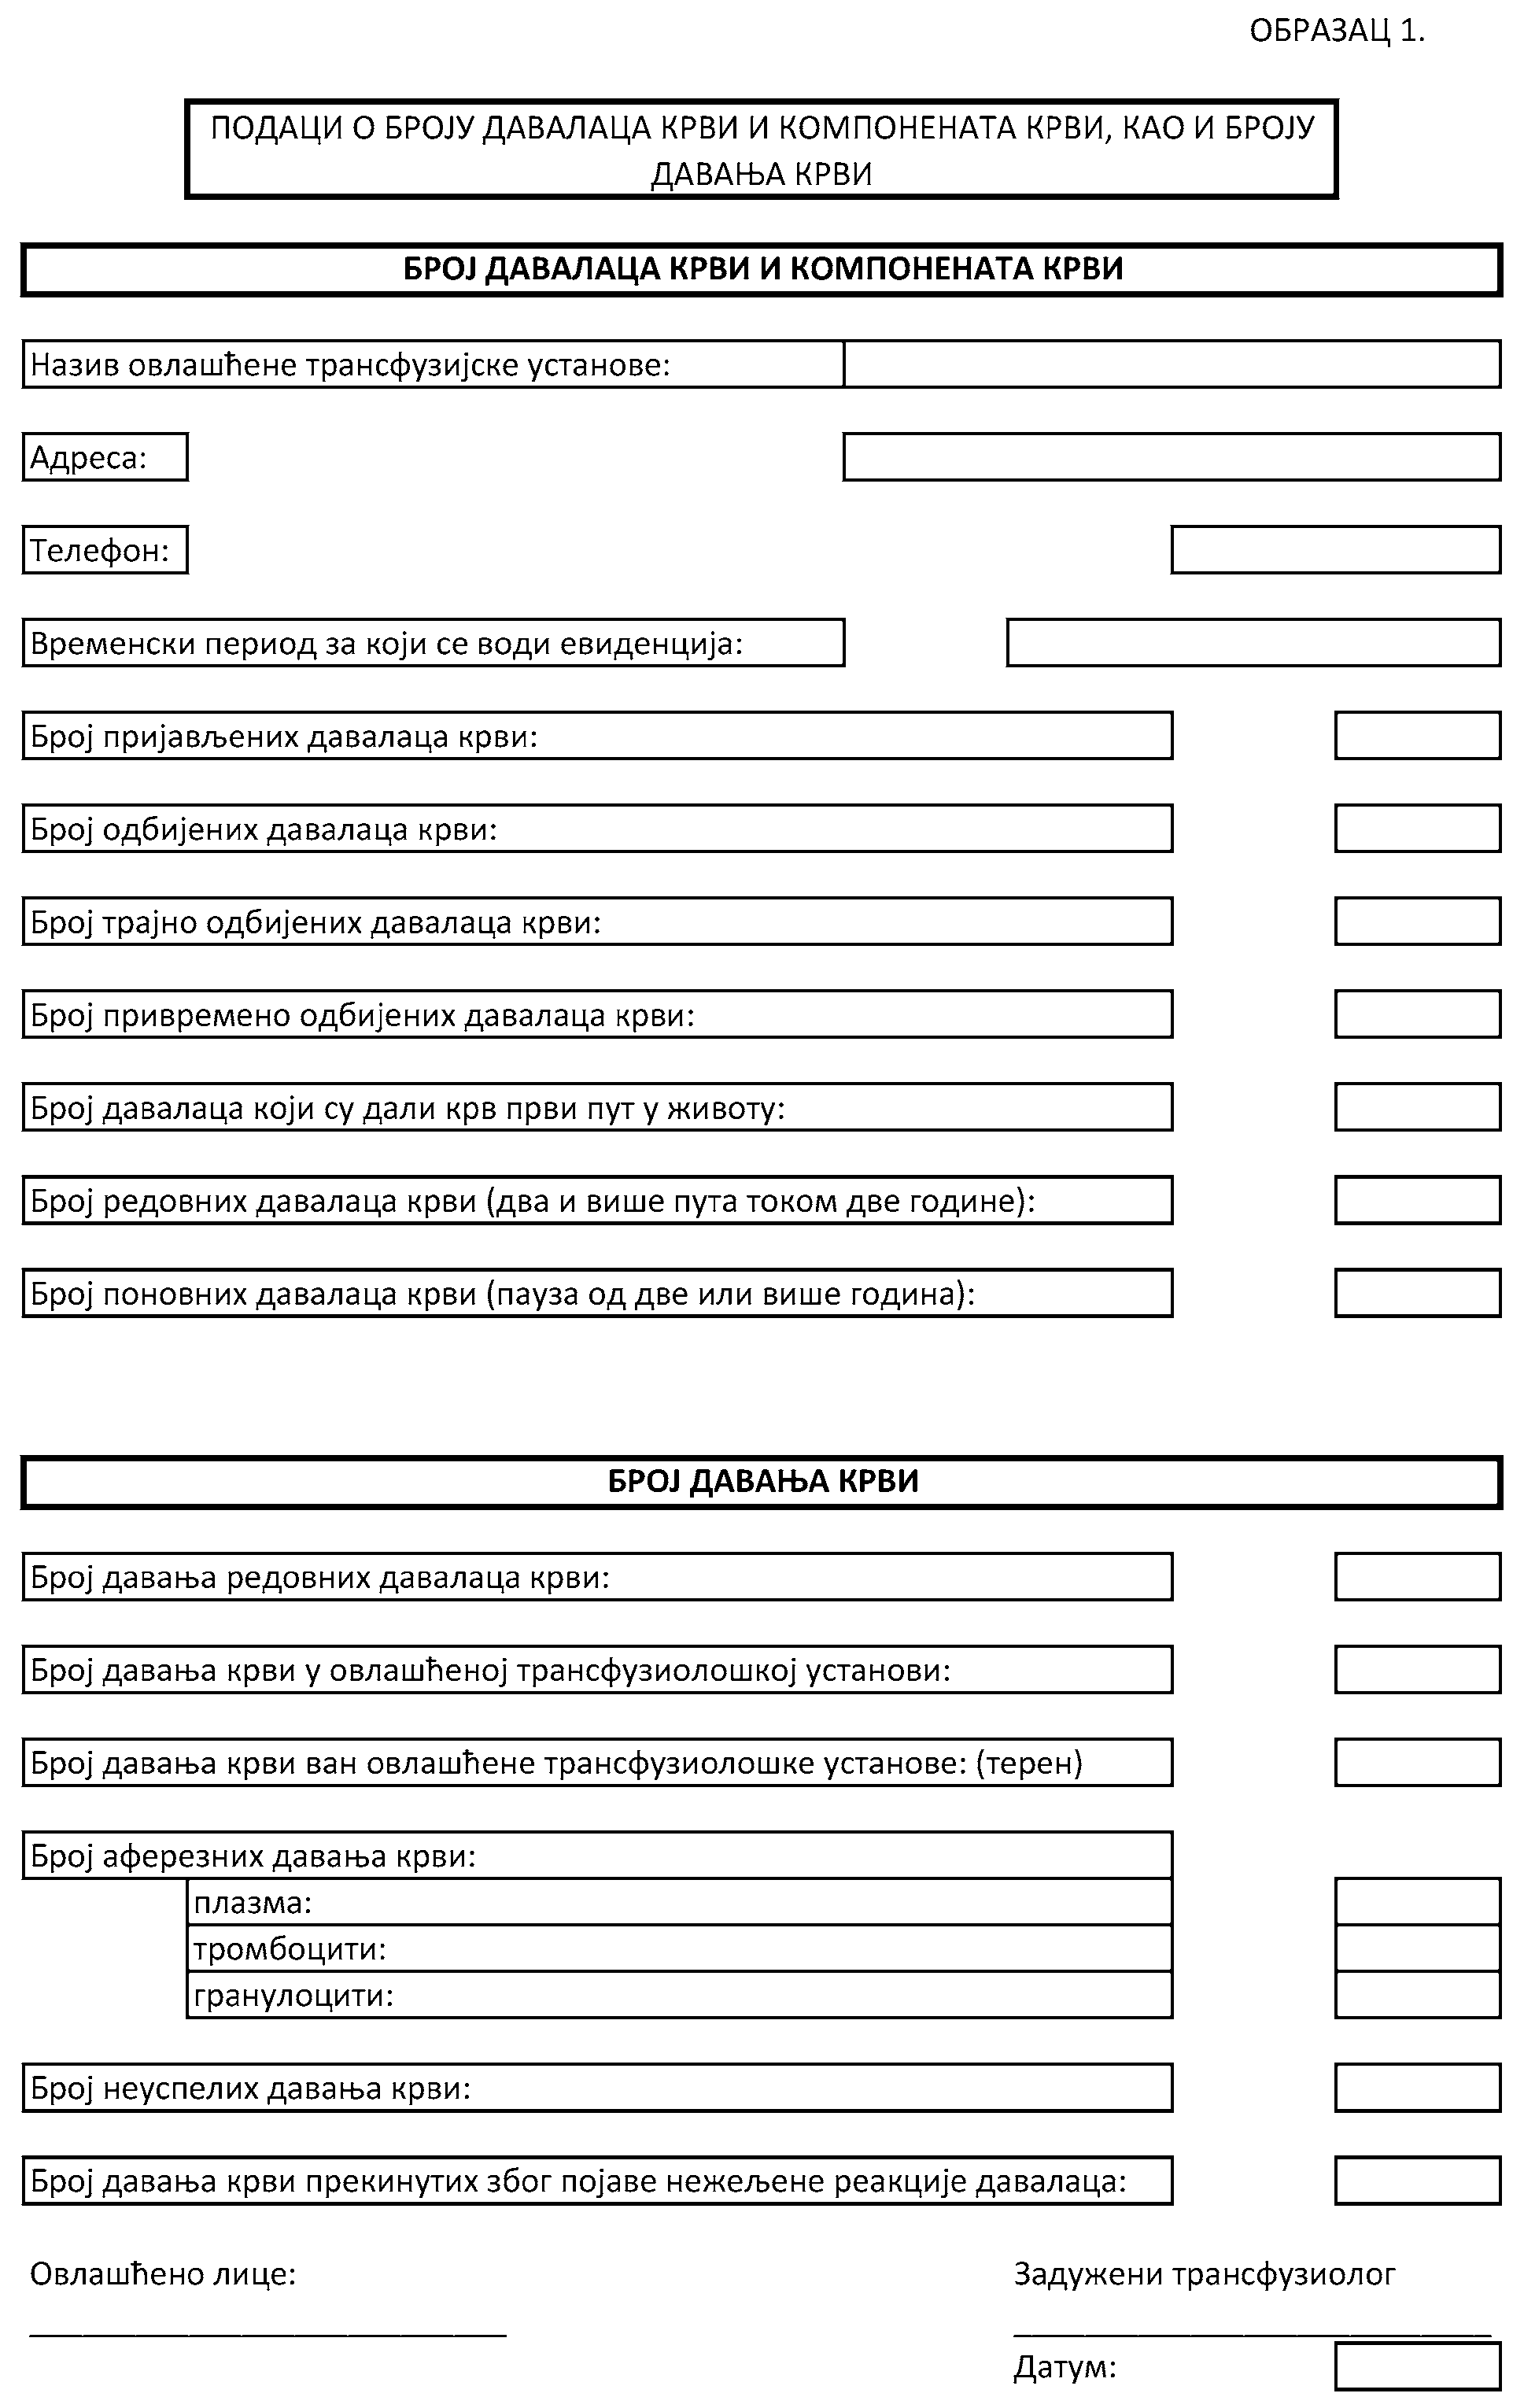 ОБРАЗАЦ 1.
ПОДАЦИ О БРОЈУ ДАВАЛАЦА КРВИ И КОМПОНЕНАТА КРВИ, КАО И БРОЈУ
ДАВАЊА КРВИ
БРОЈ ДАВАЛАЦА КРВИ И КОМПОНЕНАТА КРВИ
Назив овлашћене трансфузијске установе:
Адреса:
Телефон:
Временски период за који се води евиденција:
Број пријављених давалаца крви:
Број одбијених давалаца крви:
Број трајно одбијених давалаца крви:
Број привремено одбијених давалаца крви:
Број давалаца који су дали крв први пут у животу:
Број редовних давалаца крви (два и више пута током две године):
Број поновних давалаца крви (пауза од две или више година):
БРОЈ ДАВАЊА КРВИ
Број давања редовних давалаца крви:
Број давања крви у овлашћеној трансфузиолошкој установи:
Број давања крви ван овлашћене трансфузиолошке установе: (терен)
Број аферезних давања крви:
плазма:
тромбоцити:
гранулоцити:
Број неуспелих давања крви:
Број давања крви прекинутих због појаве нежељене реакције давалаца:
Овлашћено лице: Задужени трансфузиолог
Датум: